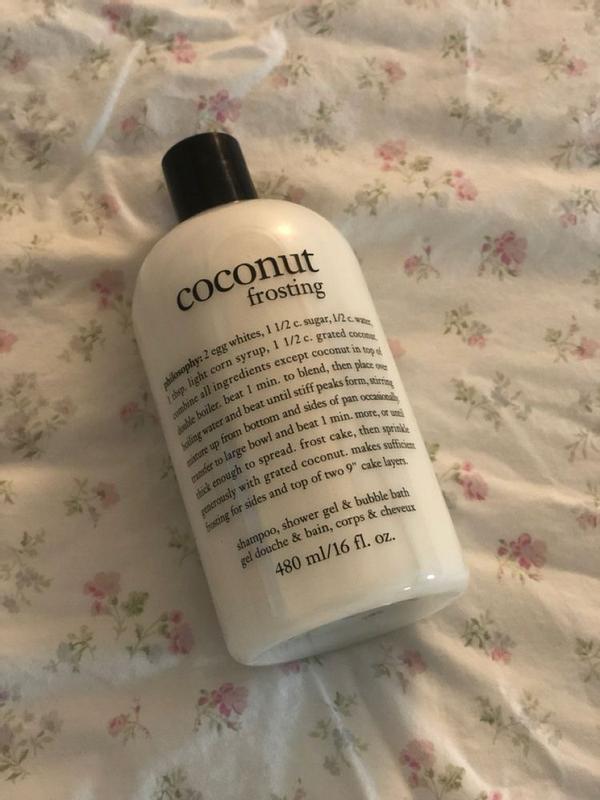 coconut
frosting
philosophy: 2 egg whites, 1 1/2 c. sugar, 1/2 c. water,
1 tbsp. light corn syrup, 1 1/2 c. grated coconut.
combine all ingredients except coconut in top of
double boiler. beat 1 min. to blend, then place over
boiling water and beat until stiff peaks form, stirring
mixture up from bottom and sides of pan occasionally.
transfer to large bowl and beat 1 min. more, or until
thick enough to spread. frost cake, then sprinkle
generously with grated coconut. makes sufficient
frosting for sides and top of two 9" cake layers.
shampoo, shower gel & bubble bath
gel douche & bain, corps & cheveux
480 ml/16 fl. oz.